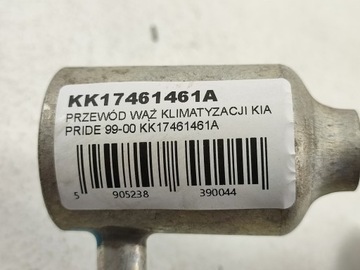 KK17461461A
PRZEWÓD WĄŻ KLIMATYZACJI KIA
PRIDE 99-00 KK17461461A
5 905238 390044